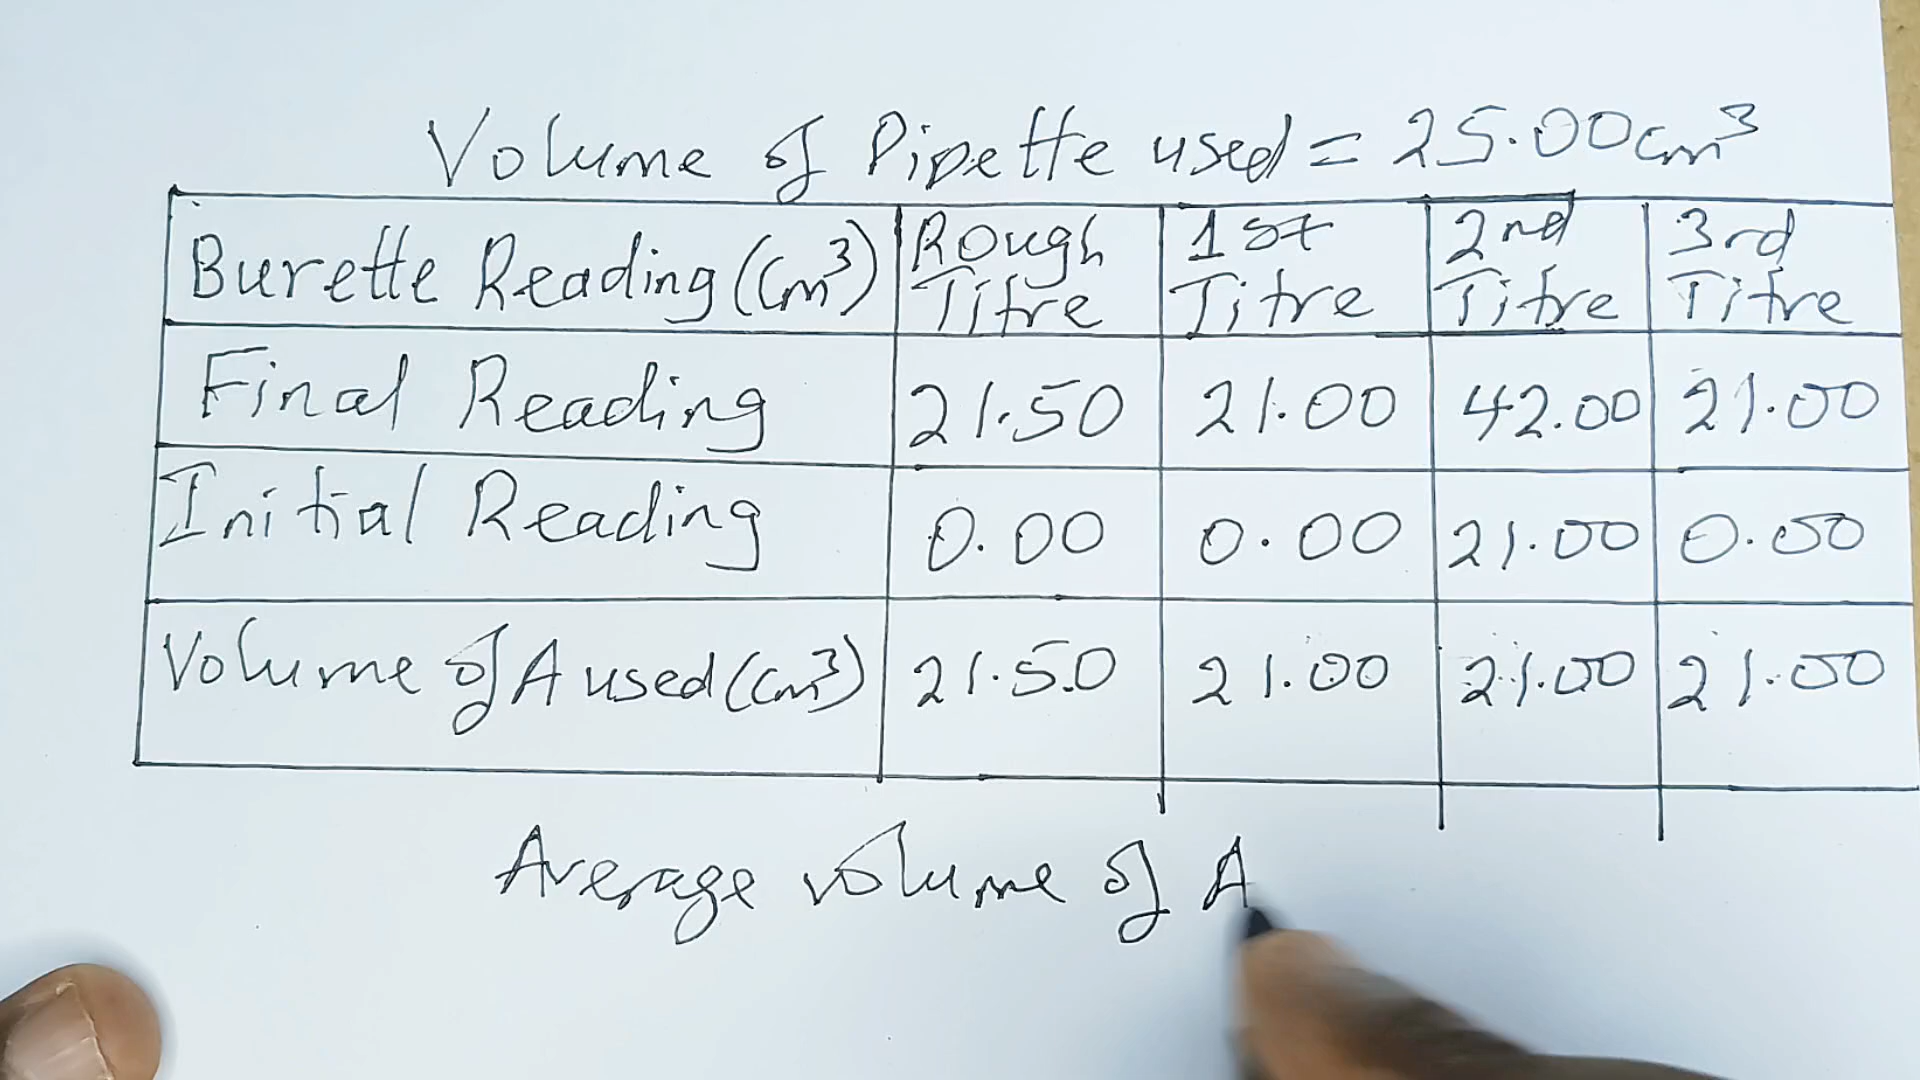 Volume of Pipette used = 25.00cm³
Burette Reading (cm³) Rough Titre 1st Titre 2nd Titre 3rd Titre
Final Reading 21.50 21.00 42.00 21.00
Initial Reading 0.00 0.00 21.00 0.00
Volume of A used (cm³) 21.50 21.00 21.00 21.00
Average volume of A